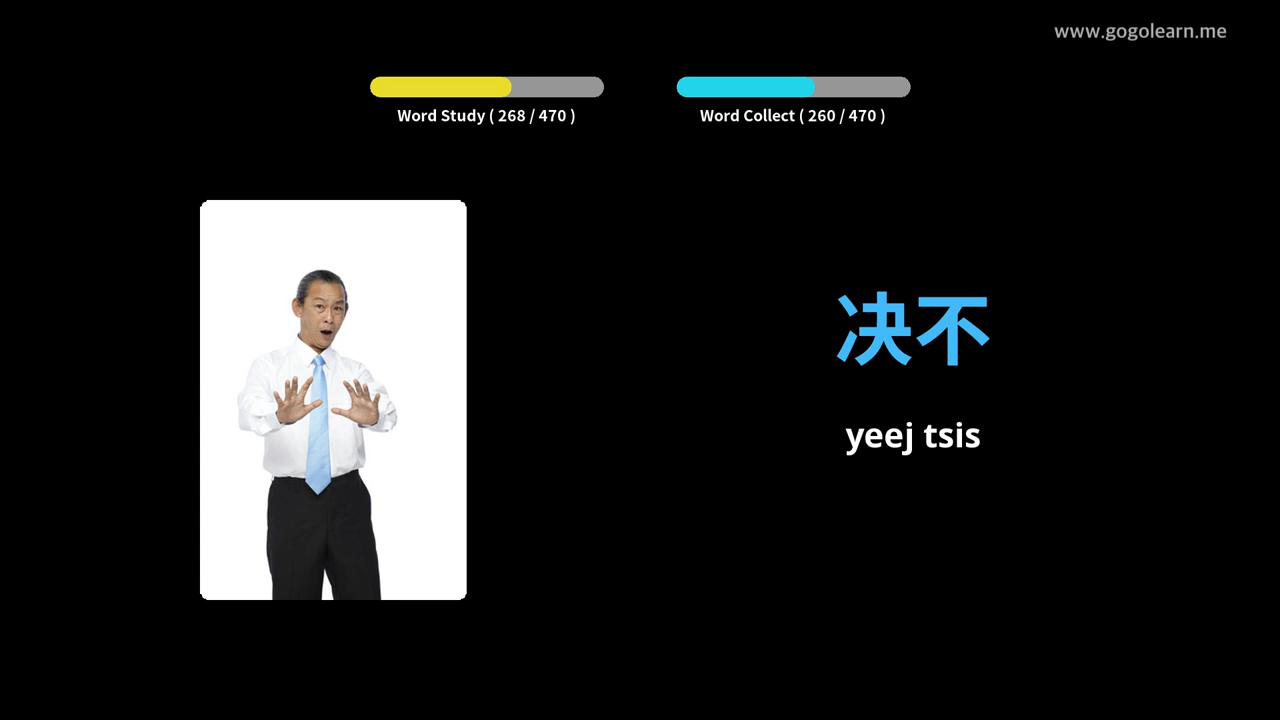 www.gogolearn.me
Word Study ( 268 / 470 )
Word Collect ( 260 / 470 )
决不
yeej tsis